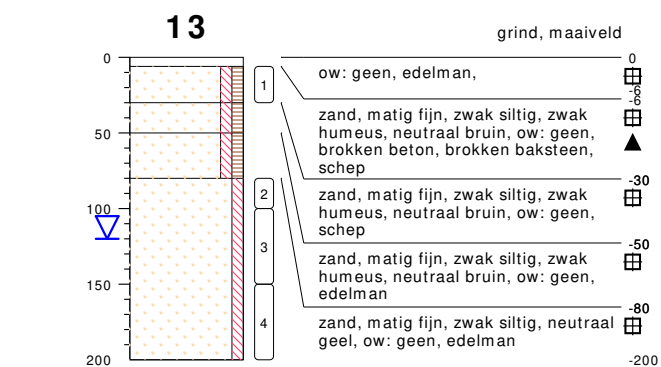 13
grind, maaiveld
0
50
100
150
200
1
2
3
4
0
ow: geen, edelman,
-6
-6
zand, matig fijn, zwak siltig, zwak
humeus, neutraal bruin, ow: geen,
brokken beton, brokken baksteen,
schep
-30
zand, matig fijn, zwak siltig, zwak
humeus, neutraal bruin, ow: geen,
schep
-50
zand, matig fijn, zwak siltig, zwak
humeus, neutraal bruin, ow: geen,
edelman
-80
zand, matig fijn, zwak siltig, neutraal
geel, ow: geen, edelman
-200